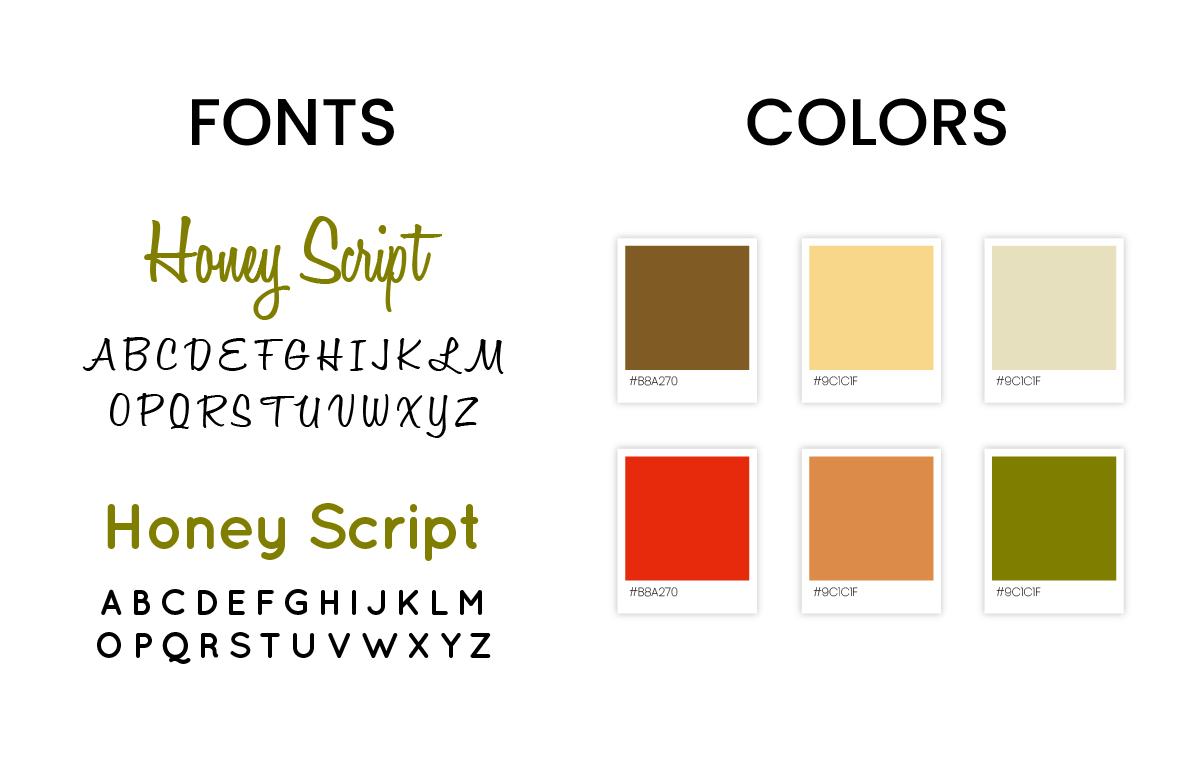 FONTS
Honey Script
ABCDEFGHIJKLM
OPQRSTUVWXYZ
Honey Script
ABCDEFGHIJKLM
OPQRSTUVWXYZ
COLORS
#B8A270
#9C1C1F
#9C1C1F
#B8A270
#9C1C1F
#9C1C1F